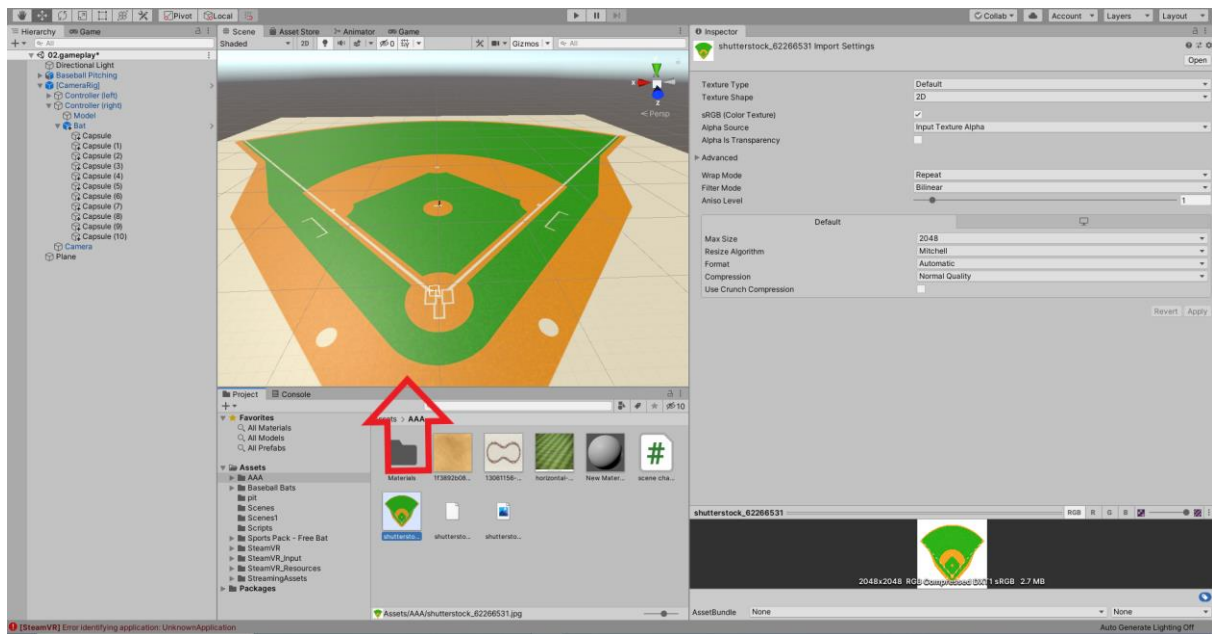 Pivot Local
Collab Account Layers Layout
Hierarchy Game
All
02.gameplay*
Directional Light
Baseball Pitching
[CameraRig]
Controller (left)
Controller (right)
Model
Bat
Capsule
Capsule (1)
Capsule (2)
Capsule (3)
Capsule (4)
Capsule (5)
Capsule (6)
Capsule (7)
Capsule (8)
Capsule (9)
Capsule (10)
Camera
Plane
Scene Asset Store Animator Game
Shaded 2D 0 Gizmos All
x
z
Persp
Project Console
10
Favorites
All Materials
All Models
All Prefabs
Assets
AAA
Baseball Bats
pit
Scenes
Scenes1
Scripts
Sports Pack - Free Bat
SteamVR
SteamVR_Input
SteamVR_Resources
StreamingAssets
Packages
> AAA
Materials 1f3892b08... 13081156-... horizontal-... New Mater... scene cha...
#
shuttersto... shuttersto... shuttersto...
Assets/AAA/shutterstock_62266531.jpg
Inspector
shutterstock_62266531 Import Settings
Open
Texture Type Default
Texture Shape 2D
sRGB (Color Texture)
Alpha Source Input Texture Alpha
Alpha Is Transparency
Advanced
Wrap Mode Repeat
Filter Mode Bilinear
Aniso Level 1
Default
Max Size 2048
Resize Algorithm Mitchell
Format Automatic
Compression Normal Quality
Use Crunch Compression
Revert Apply
shutterstock_62266531 RGB R G B
2048x2048 RGB Compressed DXT1 sRGB 2.7 MB
AssetBundle None None
[SteamVR] Error identifying application: UnknownApplication
Auto Generate Lighting Off